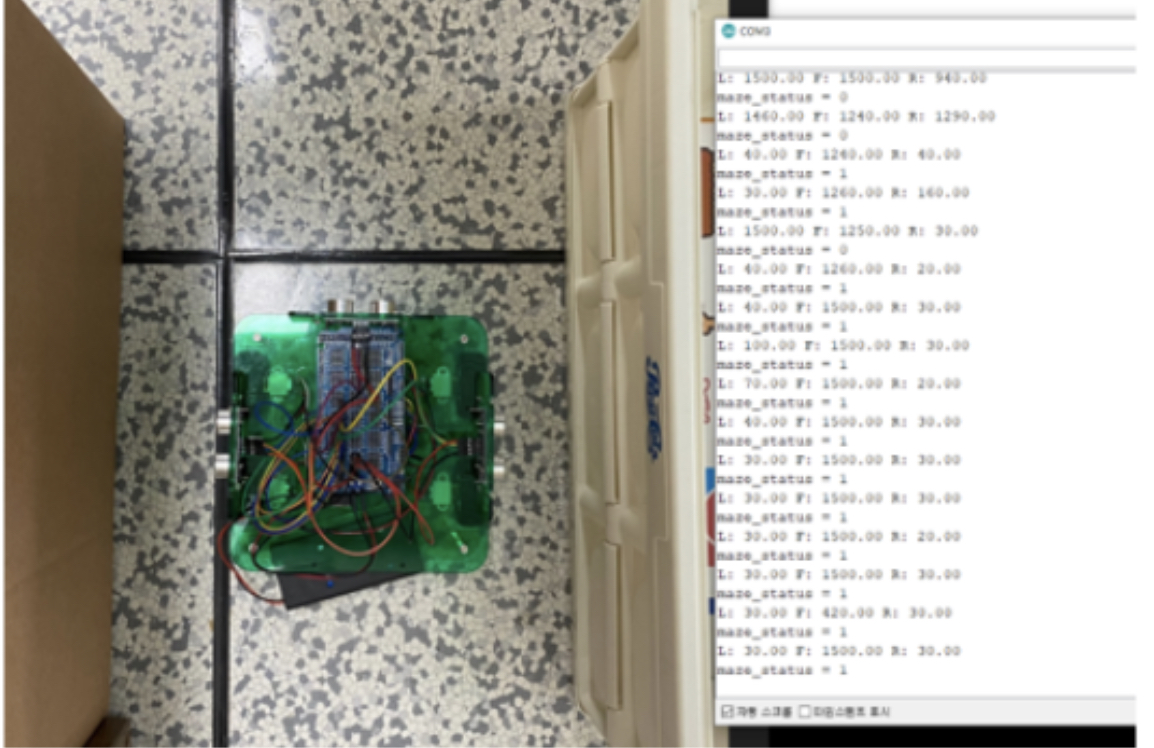 COM3
L: 1500.00 F: 1500.00 R: 940.00
maze_status = 0
L: 1460.00 F: 1240.00 R: 1290.00
maze_status = 0
L: 40.00 F: 1240.00 R: 40.00
maze_status = 1
L: 30.00 F: 1260.00 R: 160.00
maze_status = 1
L: 1500.00 F: 1250.00 R: 30.00
maze_status = 0
L: 40.00 F: 1260.00 R: 20.00
maze_status = 1
L: 40.00 F: 1500.00 R: 30.00
maze_status = 1
L: 100.00 F: 1500.00 R: 30.00
maze_status = 1
L: 70.00 F: 1500.00 R: 20.00
maze_status = 1
L: 40.00 F: 1500.00 R: 30.00
maze_status = 1
L: 30.00 F: 1500.00 R: 30.00
maze_status = 1
L: 30.00 F: 1500.00 R: 30.00
maze_status = 1
L: 30.00 F: 1500.00 R: 20.00
maze_status = 1
L: 30.00 F: 1500.00 R: 30.00
maze_status = 1
L: 30.00 F: 420.00 R: 30.00
maze_status = 1
L: 30.00 F: 1500.00 R: 30.00
maze_status = 1
자동 스크롤 타임스탬프 표시